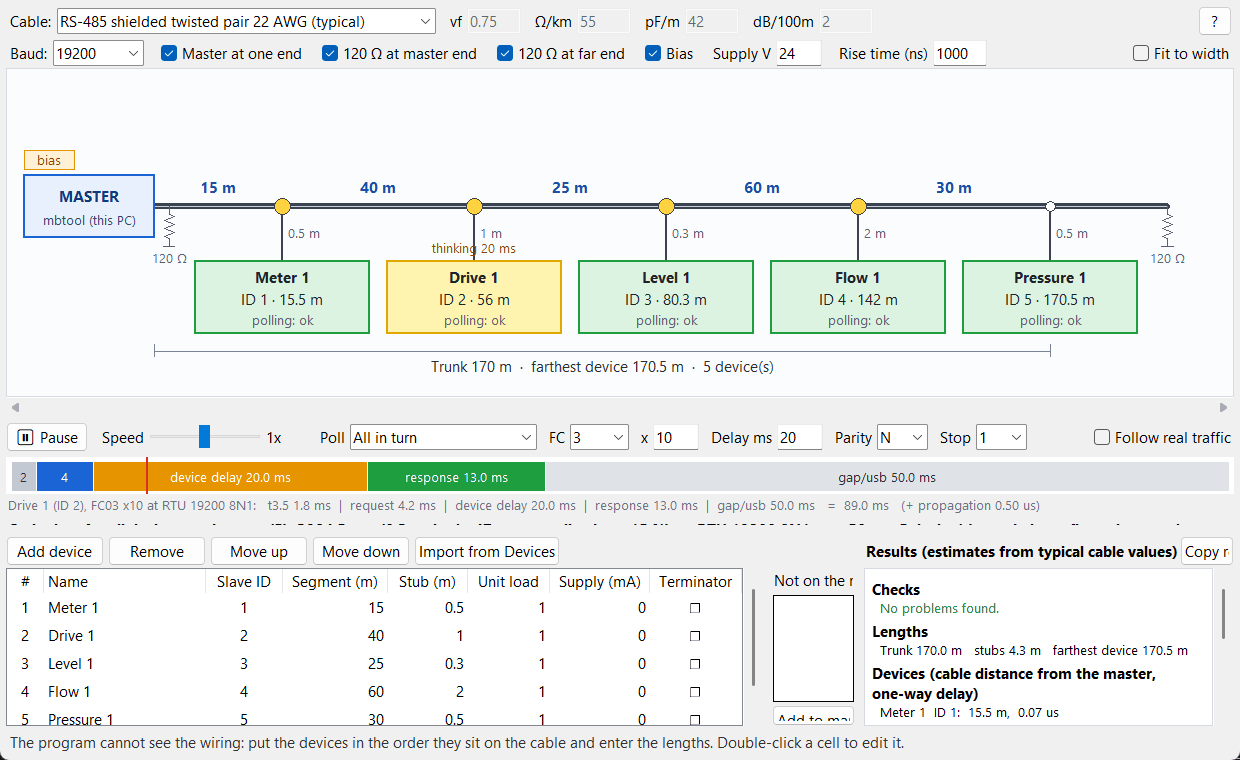 Cable: RS-485 shielded twisted pair 22 AWG (typical) vf 0.75 Ω/km 55 pF/m 42 dB/100m 2 ?
Baud: 19200 Master at one end 120 Ω at master end 120 Ω at far end Bias Supply V 24 Rise time (ns) 1000 Fit to width
bias
15 m 40 m 25 m 60 m 30 m
MASTER
mbtool (this PC)
0.5 m 1 m 0.3 m 2 m 0.5 m
thinking 20 ms
120 Ω 120 Ω
Meter 1 Drive 1 Level 1 Flow 1 Pressure 1
ID 1 · 15.5 m ID 2 · 56 m ID 3 · 80.3 m ID 4 · 142 m ID 5 · 170.5 m
polling: ok polling: ok polling: ok polling: ok polling: ok
Trunk 170 m · farthest device 170.5 m · 5 device(s)
Pause Speed 1x Poll All in turn FC 3 x 10 Delay ms 20 Parity N Stop 1 Follow real traffic
2 4 device delay 20.0 ms response 13.0 ms gap/usb 50.0 ms
Drive 1 (ID 2), FC03 x10 at RTU 19200 8N1: t3.5 1.8 ms | request 4.2 ms | device delay 20.0 ms | response 13.0 ms | gap/usb 50.0 ms = 89.0 ms (+ propagation 0.50 us)
Add device Remove Move up Move down Import from Devices
# Name Slave ID Segment (m) Stub (m) Unit load Supply (mA) Terminator
1 Meter 1 1 15 0.5 1 0
2 Drive 1 2 40 1 1 0
3 Level 1 3 25 0.3 1 0
4 Flow 1 4 60 2 1 0
5 Pressure 1 5 30 0.5 1 0
Not on the
Add to
Results (estimates from typical cable values) Copy
Checks
No problems found.
Lengths
Trunk 170.0 m stubs 4.3 m farthest device 170.5 m
Devices (cable distance from the master,
one-way delay)
Meter 1 ID 1: 15.5 m, 0.07 us
The program cannot see the wiring: put the devices in the order they sit on the cable and enter the lengths. Double-click a cell to edit it.